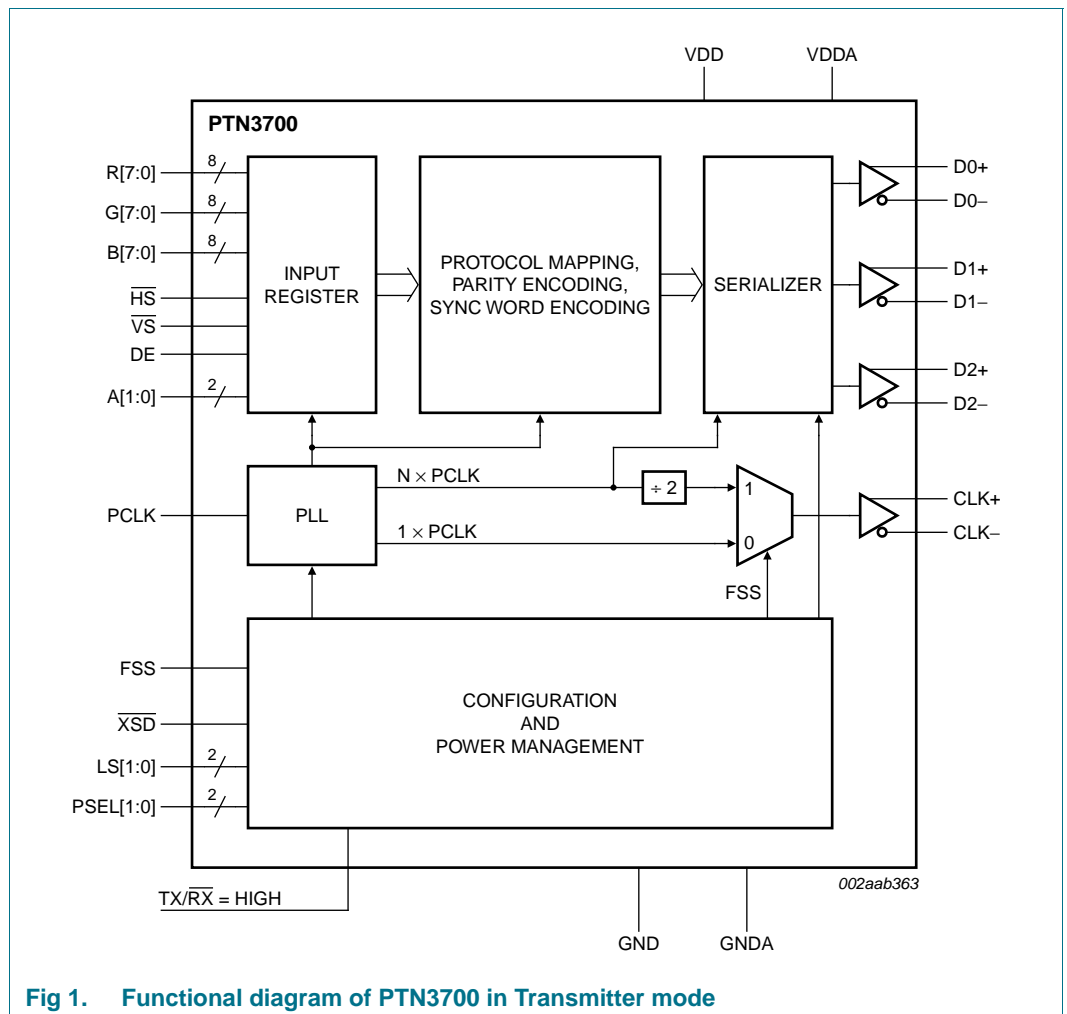 VDD VDDA
PTN3700
R[7:0] 8
G[7:0] 8
B[7:0] 8
HS
VS
DE
A[1:0] 2
INPUT
REGISTER
PROTOCOL MAPPING,
PARITY ENCODING,
SYNC WORD ENCODING
SERIALIZER
D0+
D0−
D1+
D1−
D2+
D2−
PCLK
PLL
N × PCLK
1 × PCLK
÷ 2
1
0
FSS
CLK+
CLK−
FSS
XSD
LS[1:0] 2
PSEL[1:0] 2
CONFIGURATION
AND
POWER MANAGEMENT
TX/RX = HIGH
GND GNDA
002aab363
Fig 1. Functional diagram of PTN3700 in Transmitter mode